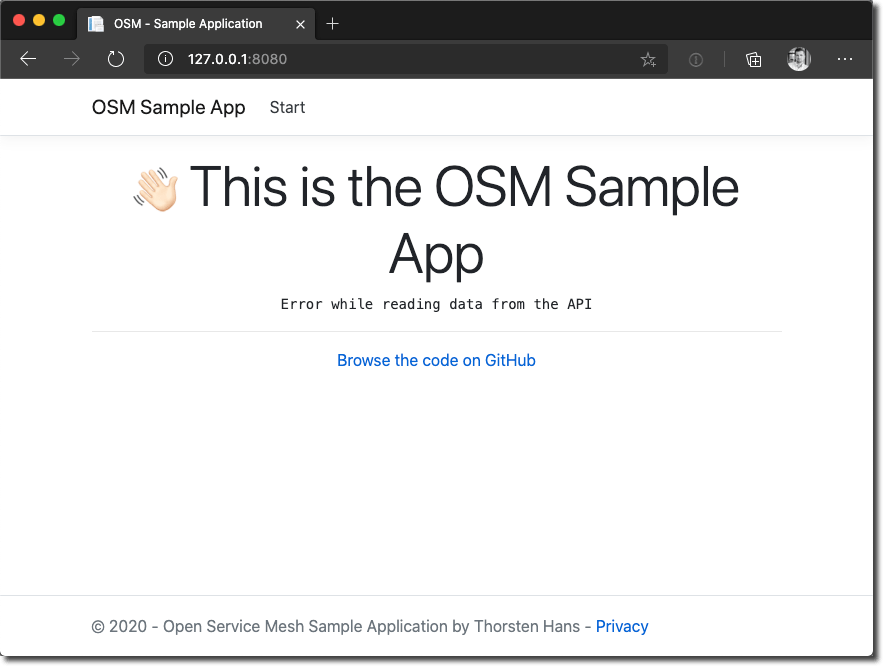 OSM - Sample Application
127.0.0.1:8080
OSM Sample App Start
👋🏻 This is the OSM Sample
App
Error while reading data from the API
Browse the code on GitHub
© 2020 - Open Service Mesh Sample Application by Thorsten Hans - Privacy